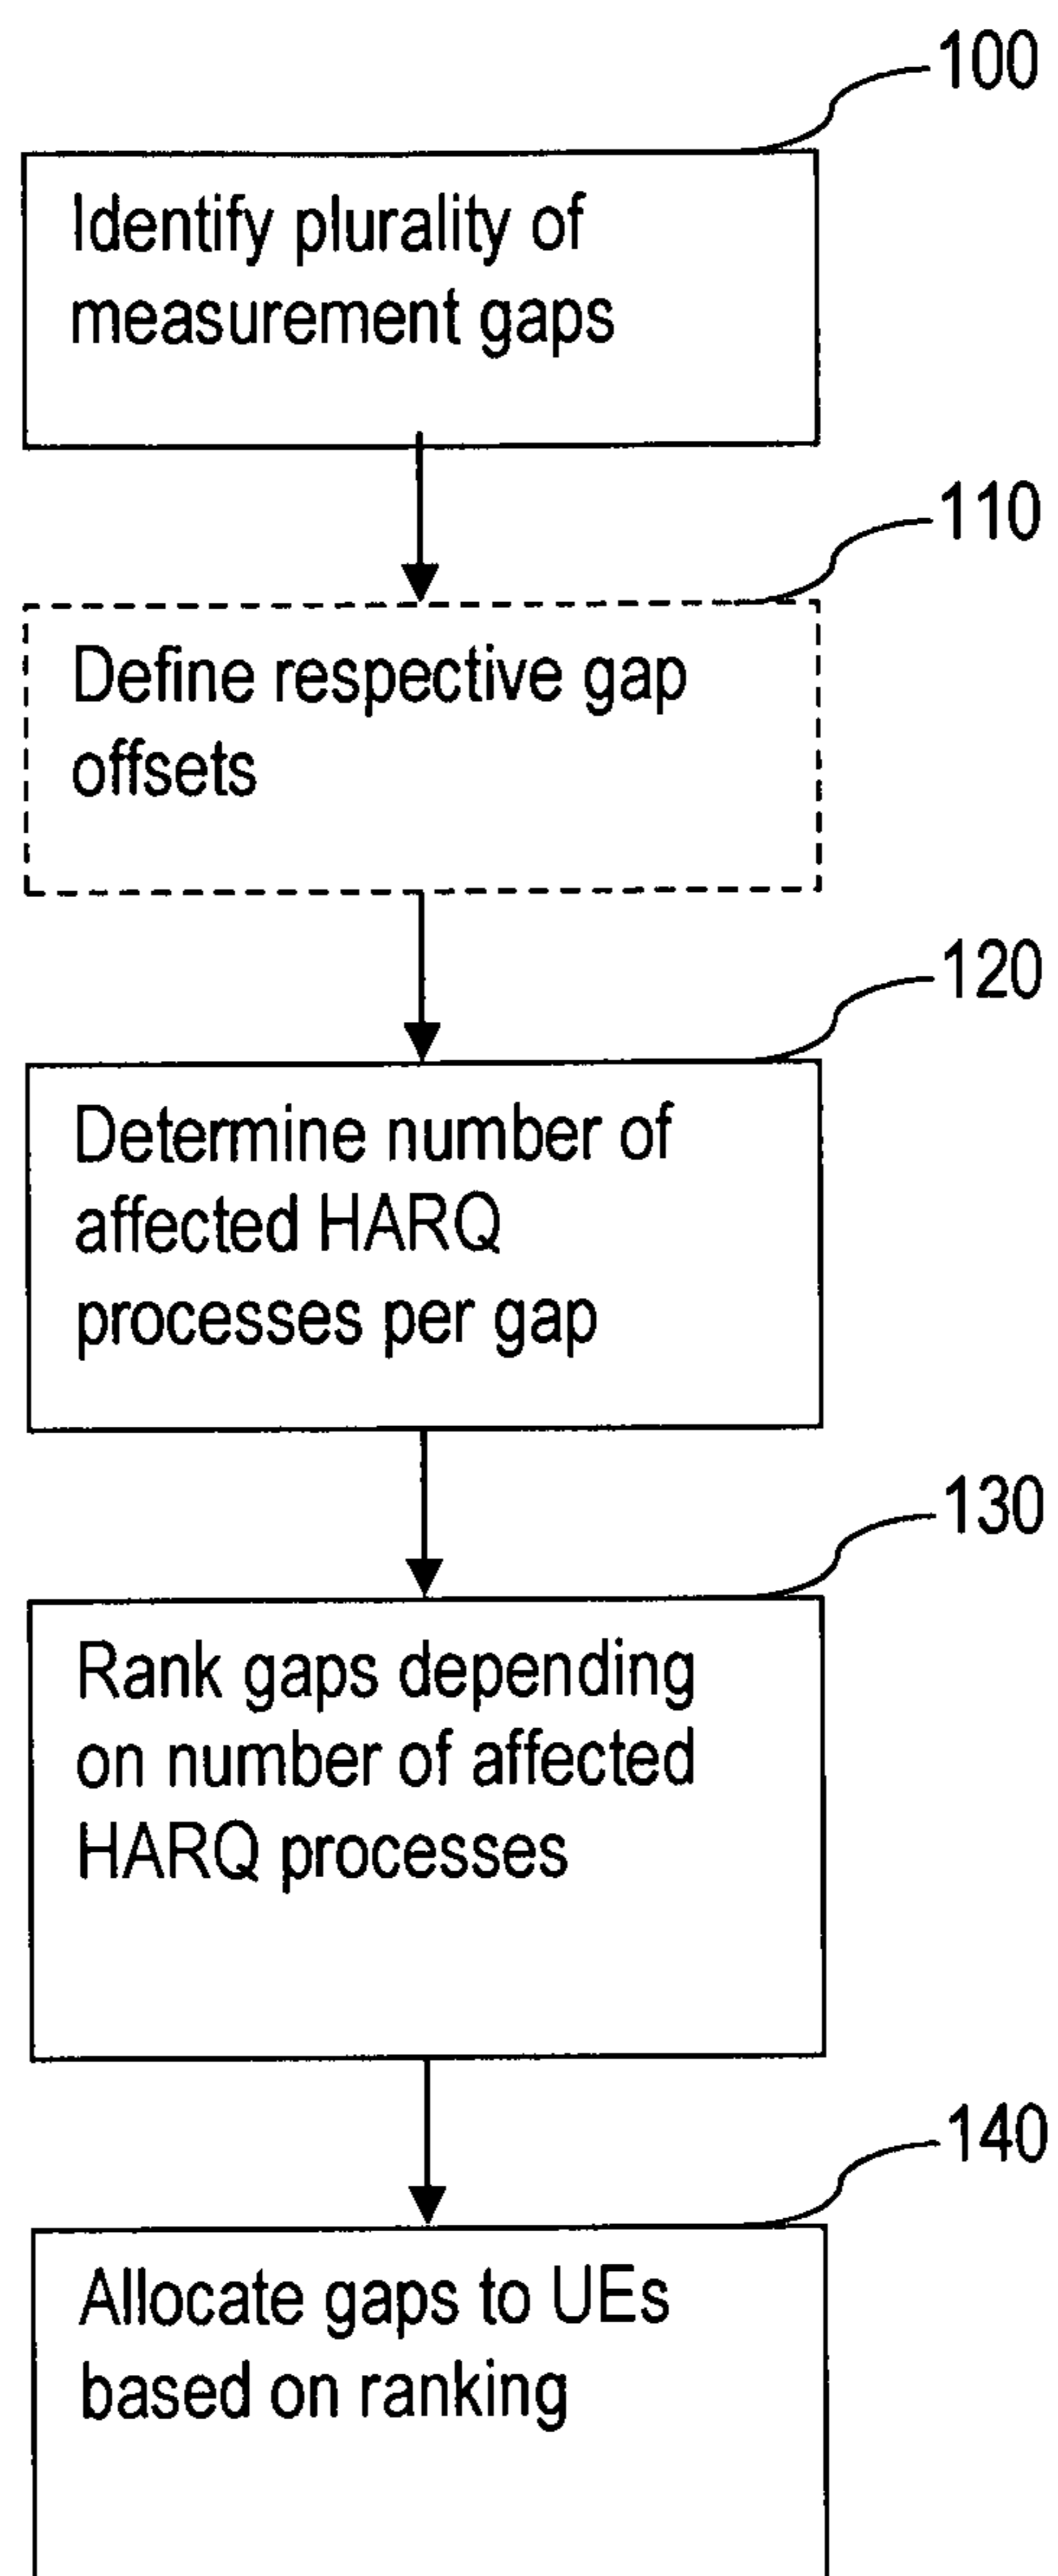 100
Identify plurality of
measurement gaps
110
Define respective gap
offsets
120
Determine number of
affected HARQ
processes per gap
130
Rank gaps depending
on number of affected
HARQ processes
140
Allocate gaps to UEs
based on ranking